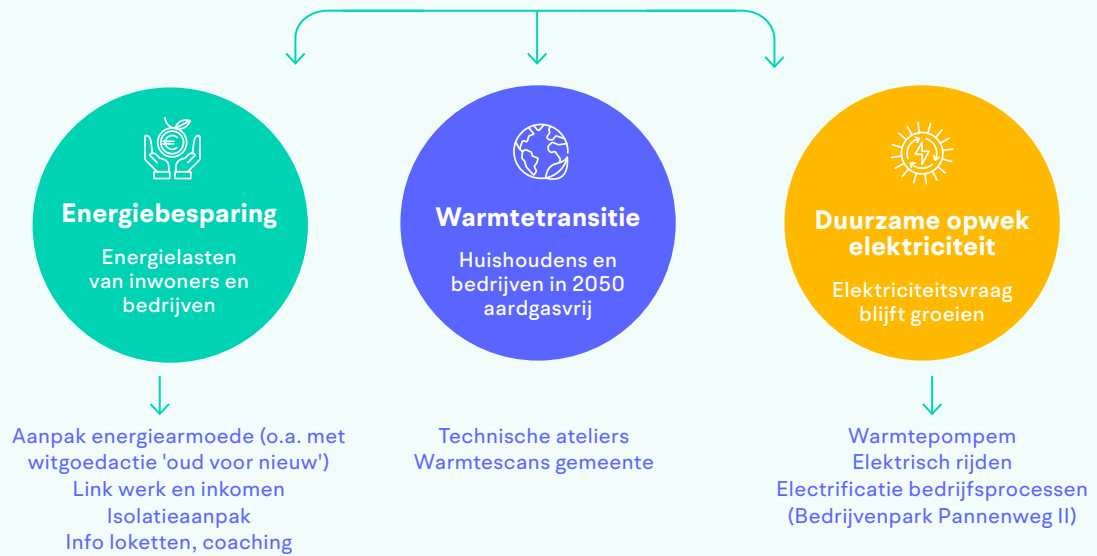 Energiebesparing
Energielasten
van inwoners en
bedrijven
Warmtetransitie
Huishoudens en
bedrijven in 2050
aardgasvrij
Duurzame opwek
elektriciteit
Elektriciteitsvraag
blijft groeien
Aanpak energiearmoede (o.a. met
witgoedactie 'oud voor nieuw')
Link werk en inkomen
Isolatieaanpak
Info loketten, coaching
Technische ateliers
Warmtescans gemeente
Warmtepompem
Elektrisch rijden
Electrificatie bedrijfsprocessen
(Bedrijvenpark Pannenweg II)